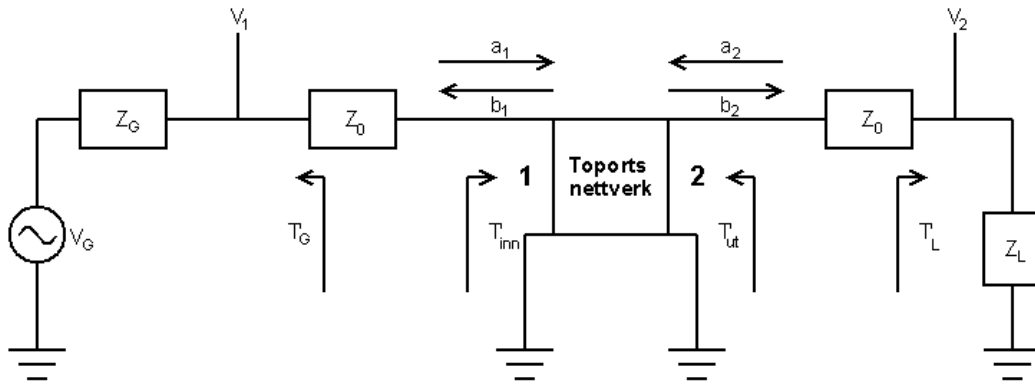 V1
V2
a1
a2
b1
b2
ZG
Z0
Z0
1
Toports
nettverk
2
VG
TG
Tinn
Tut
TL
ZL